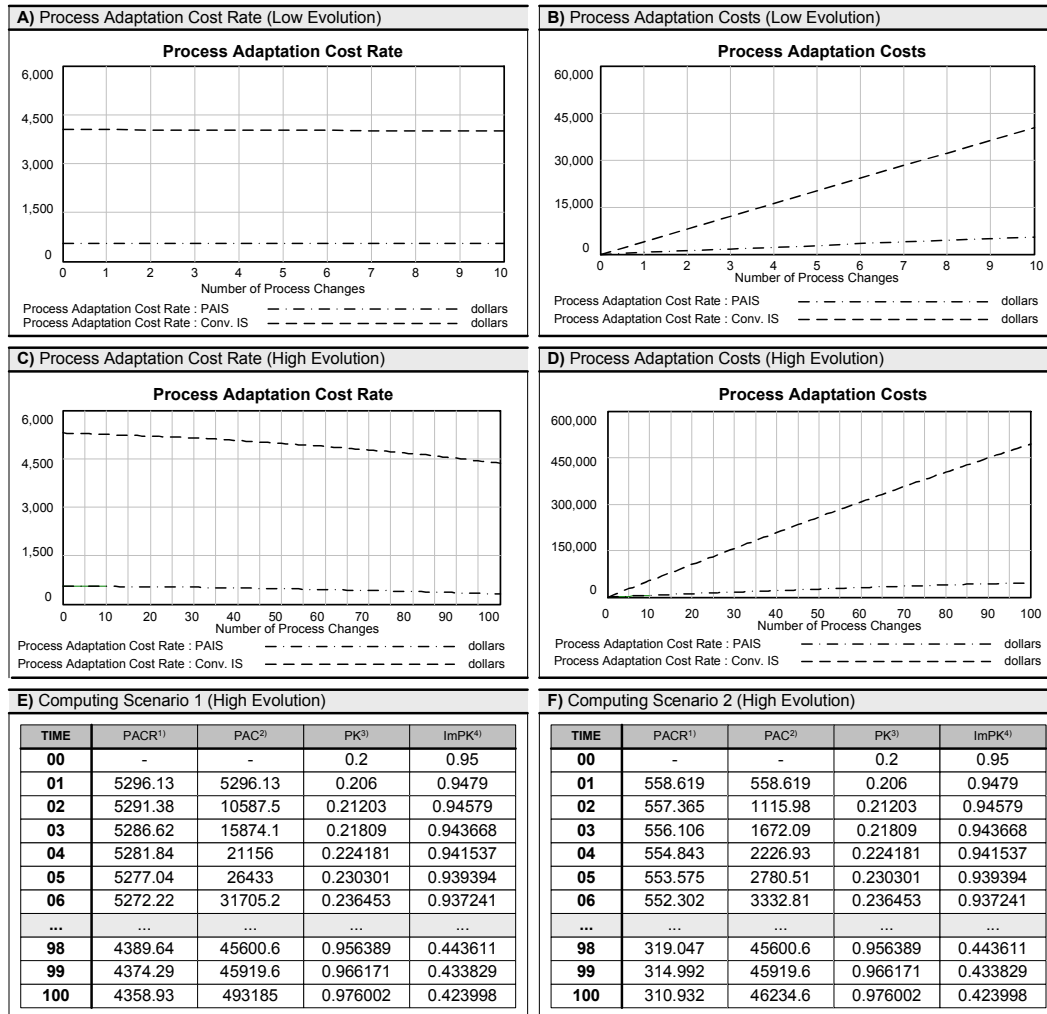 A) Process Adaptation Cost Rate (Low Evolution)
Process Adaptation Cost Rate
6,000
4,500
3,000
1,500
0
0 1 2 3 4 5 6 7 8 9 10
Number of Process Changes
Process Adaptation Cost Rate : PAIS dollars
Process Adaptation Cost Rate : Conv. IS dollars
B) Process Adaptation Costs (Low Evolution)
Process Adaptation Costs
60,000
45,000
30,000
15,000
0
0 1 2 3 4 5 6 7 8 9 10
Number of Process Changes
Process Adaptation Cost Rate : PAIS dollars
Process Adaptation Cost Rate : Conv. IS dollars
C) Process Adaptation Cost Rate (High Evolution)
Process Adaptation Cost Rate
6,000
4,500
3,000
1,500
0
0 10 20 30 40 50 60 70 80 90 100
Number of Process Changes
Process Adaptation Cost Rate : PAIS dollars
Process Adaptation Cost Rate : Conv. IS dollars
D) Process Adaptation Costs (High Evolution)
Process Adaptation Costs
600,000
450,000
300,000
150,000
0
0 10 20 30 40 50 60 70 80 90 100
Number of Process Changes
Process Adaptation Cost Rate : PAIS dollars
Process Adaptation Cost Rate : Conv. IS dollars
E) Computing Scenario 1 (High Evolution)
TIME PACR1) PAC2) PK3) ImPK4)
00 - - 0.2 0.95
01 5296.13 5296.13 0.206 0.9479
02 5291.38 10587.5 0.21203 0.94579
03 5286.62 15874.1 0.21809 0.943668
04 5281.84 21156 0.224181 0.941537
05 5277.04 26433 0.230301 0.939394
06 5272.22 31705.2 0.236453 0.937241
... ... ... ... ...
98 4389.64 45600.6 0.956389 0.443611
99 4374.29 45919.6 0.966171 0.433829
100 4358.93 493185 0.976002 0.423998
F) Computing Scenario 2 (High Evolution)
TIME PACR1) PAC2) PK3) ImPK4)
00 - - 0.2 0.95
01 558.619 558.619 0.206 0.9479
02 557.365 1115.98 0.21203 0.94579
03 556.106 1672.09 0.21809 0.943668
04 554.843 2226.93 0.224181 0.941537
05 553.575 2780.51 0.230301 0.939394
06 552.302 3332.81 0.236453 0.937241
... ... ... ... ...
98 319.047 45600.6 0.956389 0.443611
99 314.992 45919.6 0.966171 0.433829
100 310.932 46234.6 0.976002 0.423998